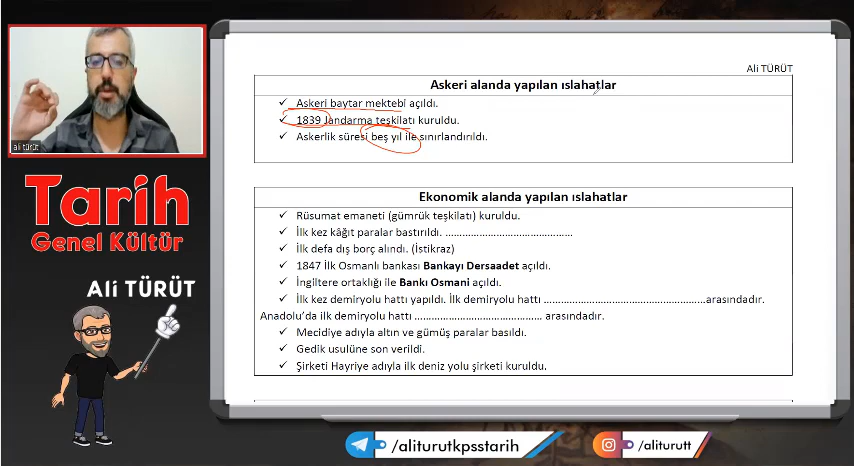 ali türüt
Tarih
Genel Kültür
Ali TÜRÜT
Ali TÜRÜT
Askeri alanda yapılan ıslahatlar
✓ Askeri baytar mektebi açıldı.
✓ 1839 Jandarma teşkilatı kuruldu.
✓ Askerlik süresi beş yıl ile sınırlandırıldı.
Ekonomik alanda yapılan ıslahatlar
✓ Rüsumat emaneti (gümrük teşkilatı) kuruldu.
✓ İlk kez kâğıt paralar bastırıldı. ……………………………………
✓ İlk defa dış borç alındı. (İstikraz)
✓ 1847 İlk Osmanlı bankası Bankayı Dersaadet açıldı.
✓ İngiltere ortaklığı ile Bankı Osmani açıldı.
✓ İlk kez demiryolu hattı yapıldı. İlk demiryolu hattı ………………………………………………arasındadır.
Anadolu’da ilk demiryolu hattı …………………………………… arasındadır.
✓ Mecidiye adıyla altın ve gümüş paralar basıldı.
✓ Gedik usulüne son verildi.
✓ Şirketi Hayriye adıyla ilk deniz yolu şirketi kuruldu.
/aliturutkpsstarih
/aliturutt